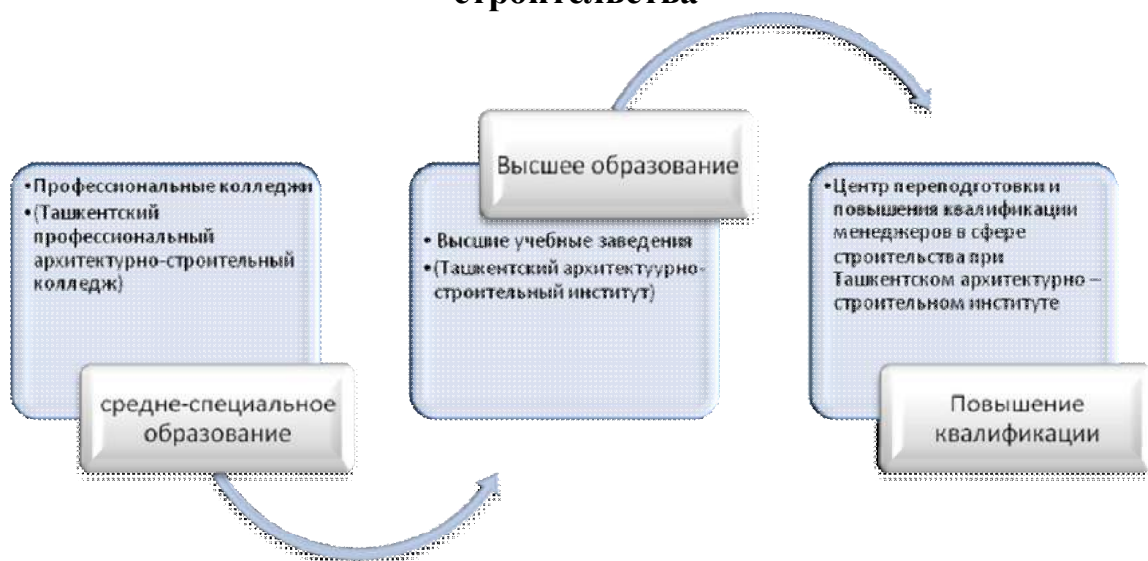 строительства
•Профессиональные колледжи
•(Ташкентский
профессиональный
архитектурно-строительный
колледж)
средне-специальное
образование
Высшее образование
• Высшие учебные заведения
•(Ташкентский архитектуурно-
строительный институт)
•Центр переподготовки и
повышения квалификации
менеджеров в сфере
строительства при
Ташкентском архитектурно –
строительном институте
Повышение
квалификации